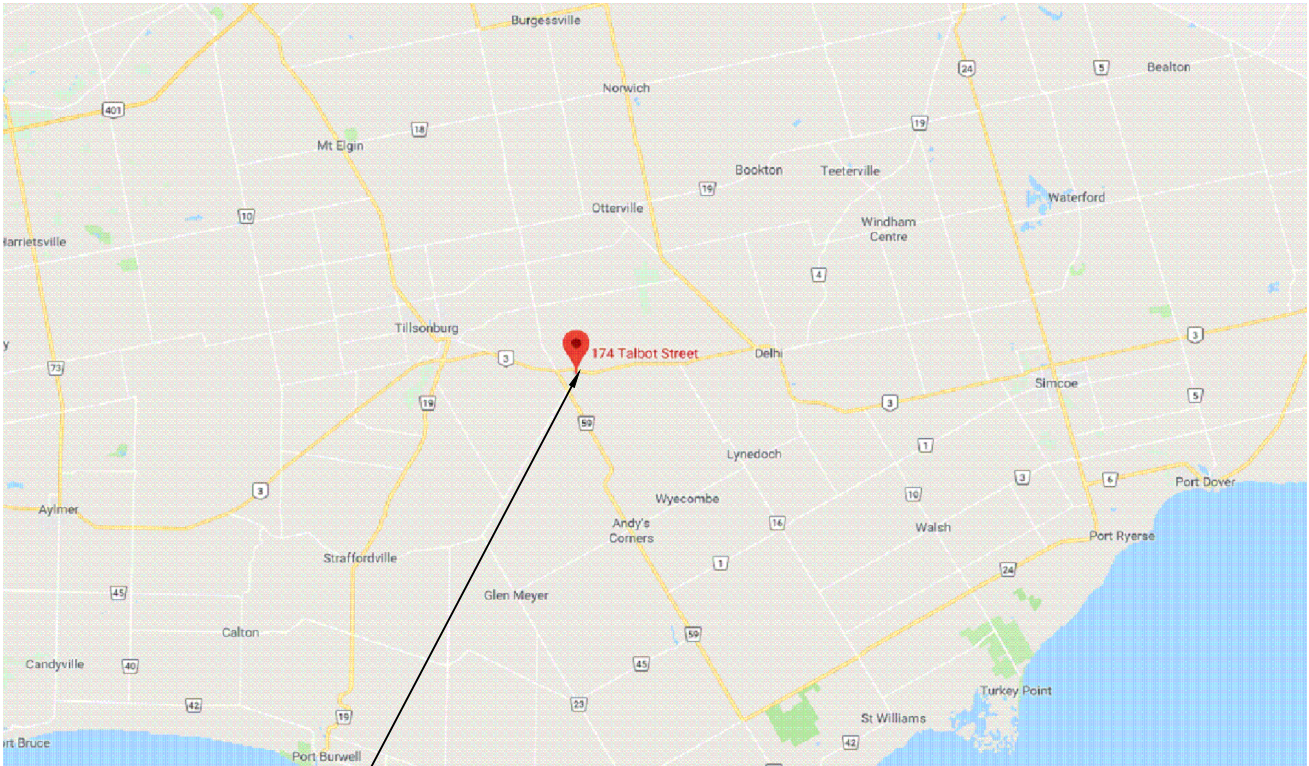 Burgessville
24
5
Bealton
Norwich
401
18
19
Mt Elgin
Bookton
Teeterville
19
Waterford
Otterville
10
Windham
Centre
Harrietsville
4
Tillsonburg
3
3
174 Talbot Street
Delhi
73
Simcoe
5
19
3
59
1
Lynedoch
3
6
Port Dover
3
10
Wyecombe
Aylmer
16
Andy's
Corners
Walsh
Port Ryerse
Straffordville
1
24
45
Glen Meyer
Calton
59
Candyville
40
45
Turkey Point
42
23
19
St Williams
42
rt Bruce
Port Burwell